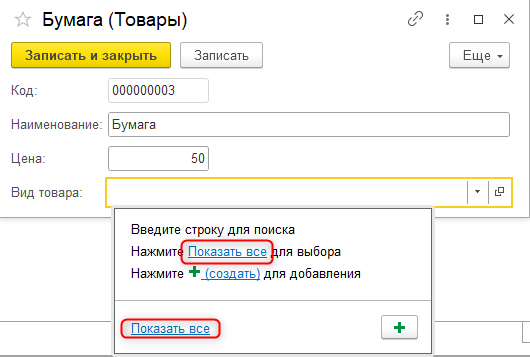 Бумага (Товары)
Записать и закрыть
Записать
Еще
Код: 000000003
Наименование: Бумага
Цена: 50
Вид товара:
Введите строку для поиска
Нажмите Показать все для выбора
Нажмите + (создать) для добавления
Показать все
+